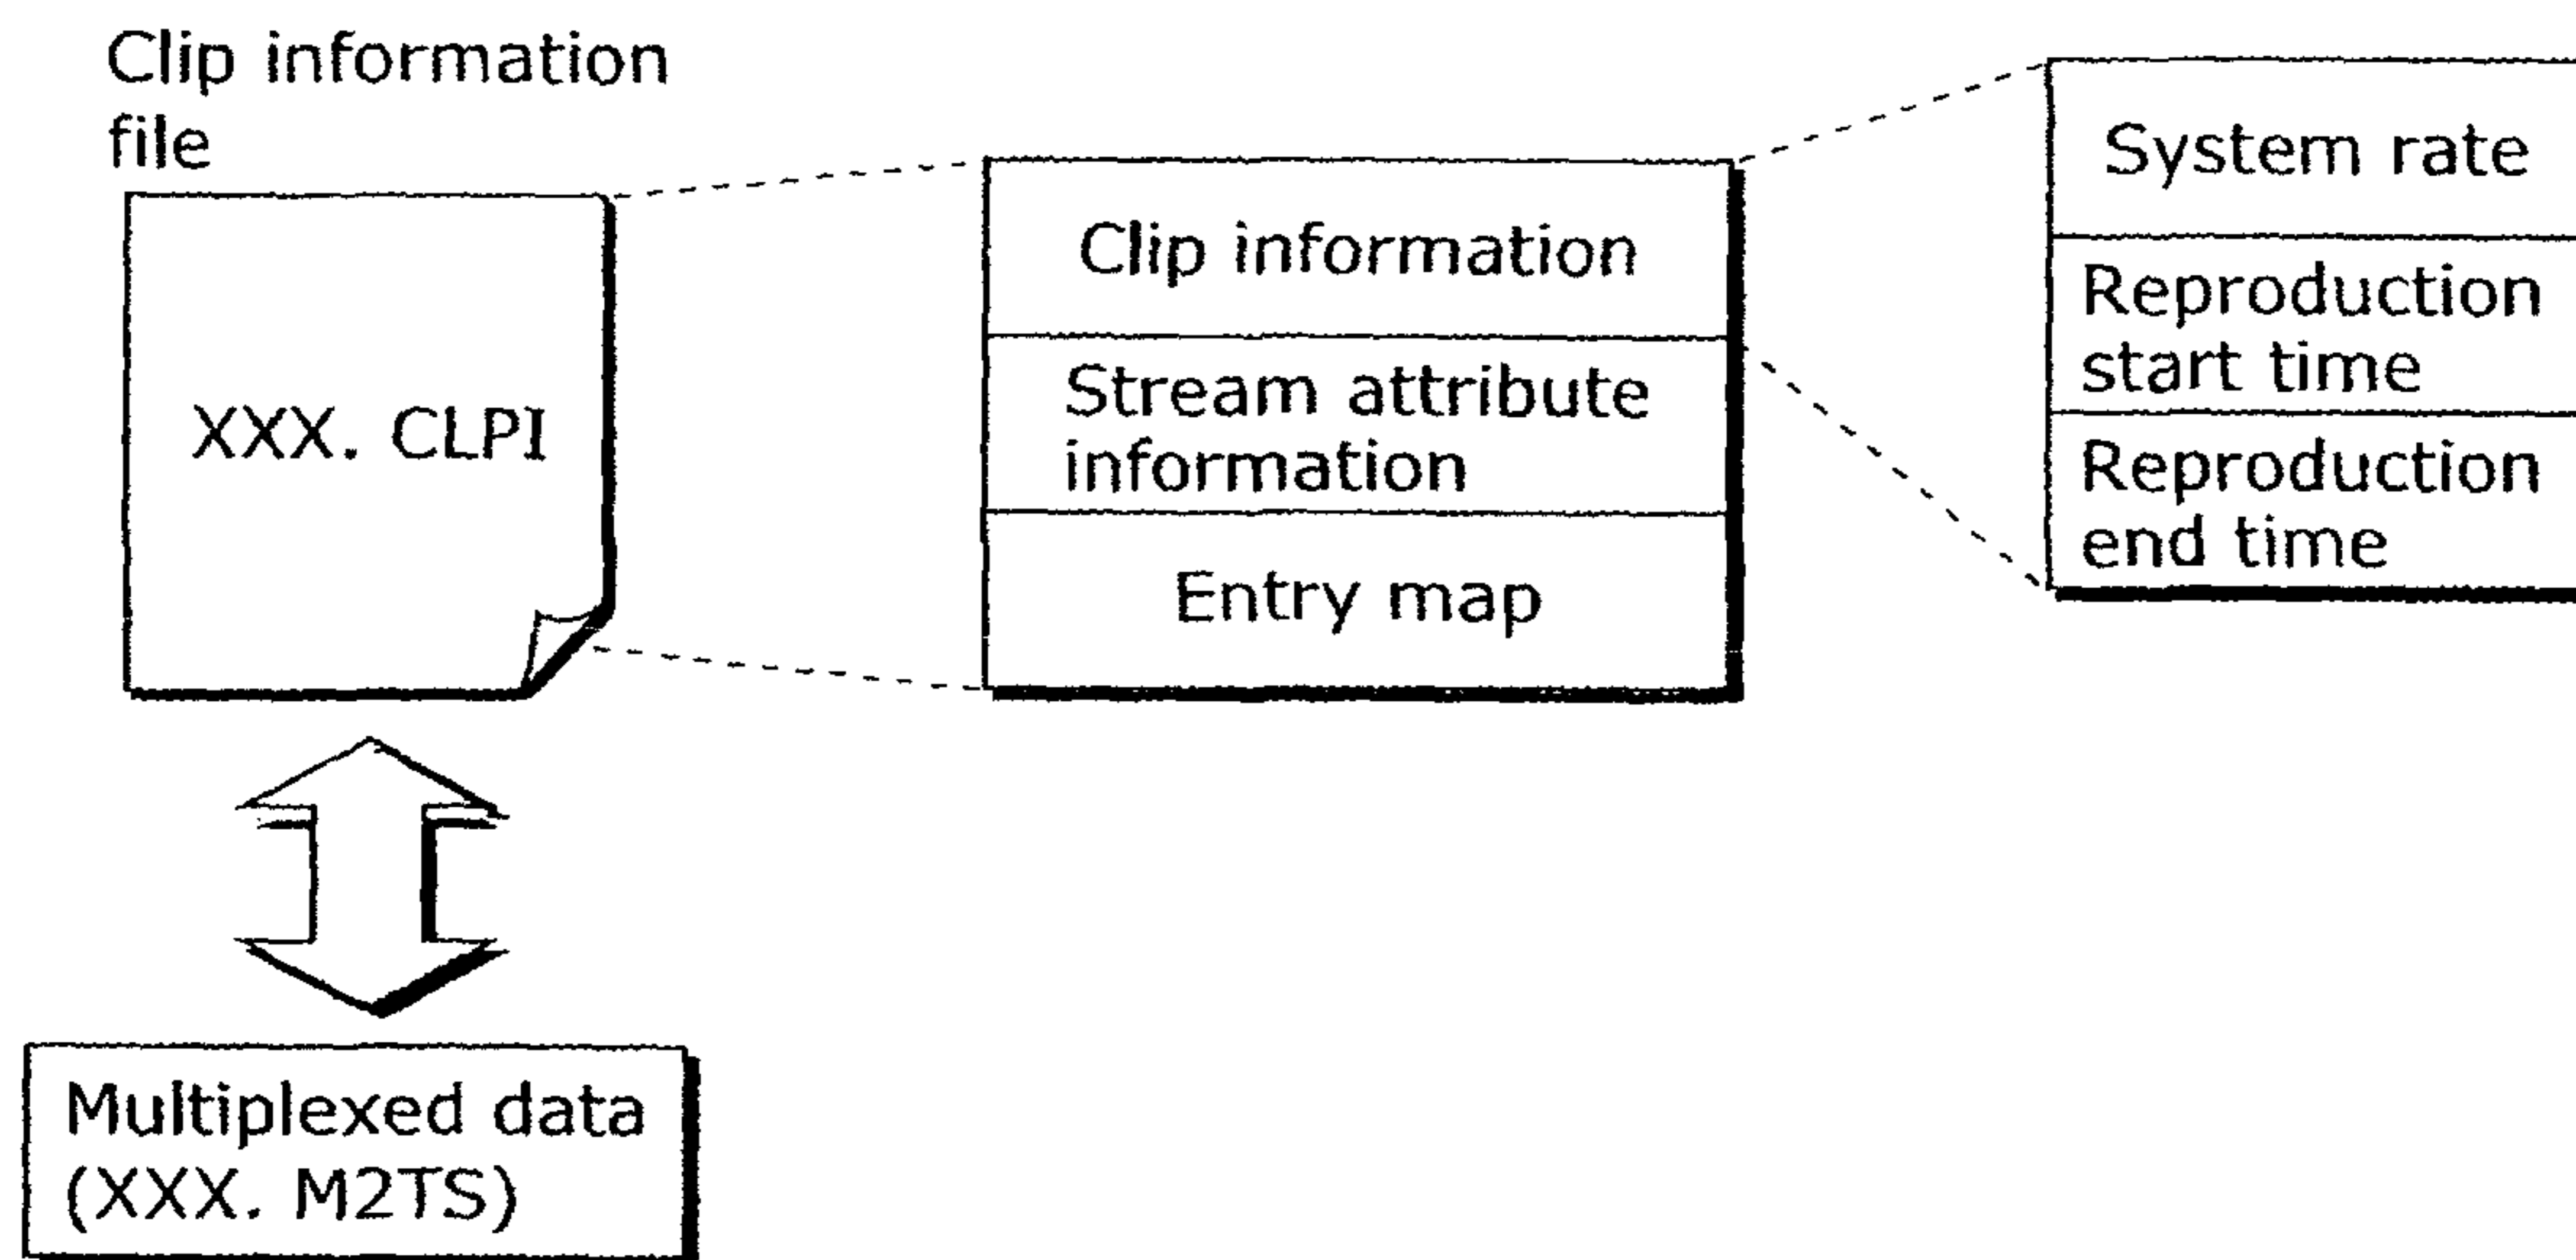 Clip information
file
XXX. CLPI
Clip information
Stream attribute
information
Entry map
System rate
Reproduction
start time
Reproduction
end time
Multiplexed data
(XXX. M2TS)